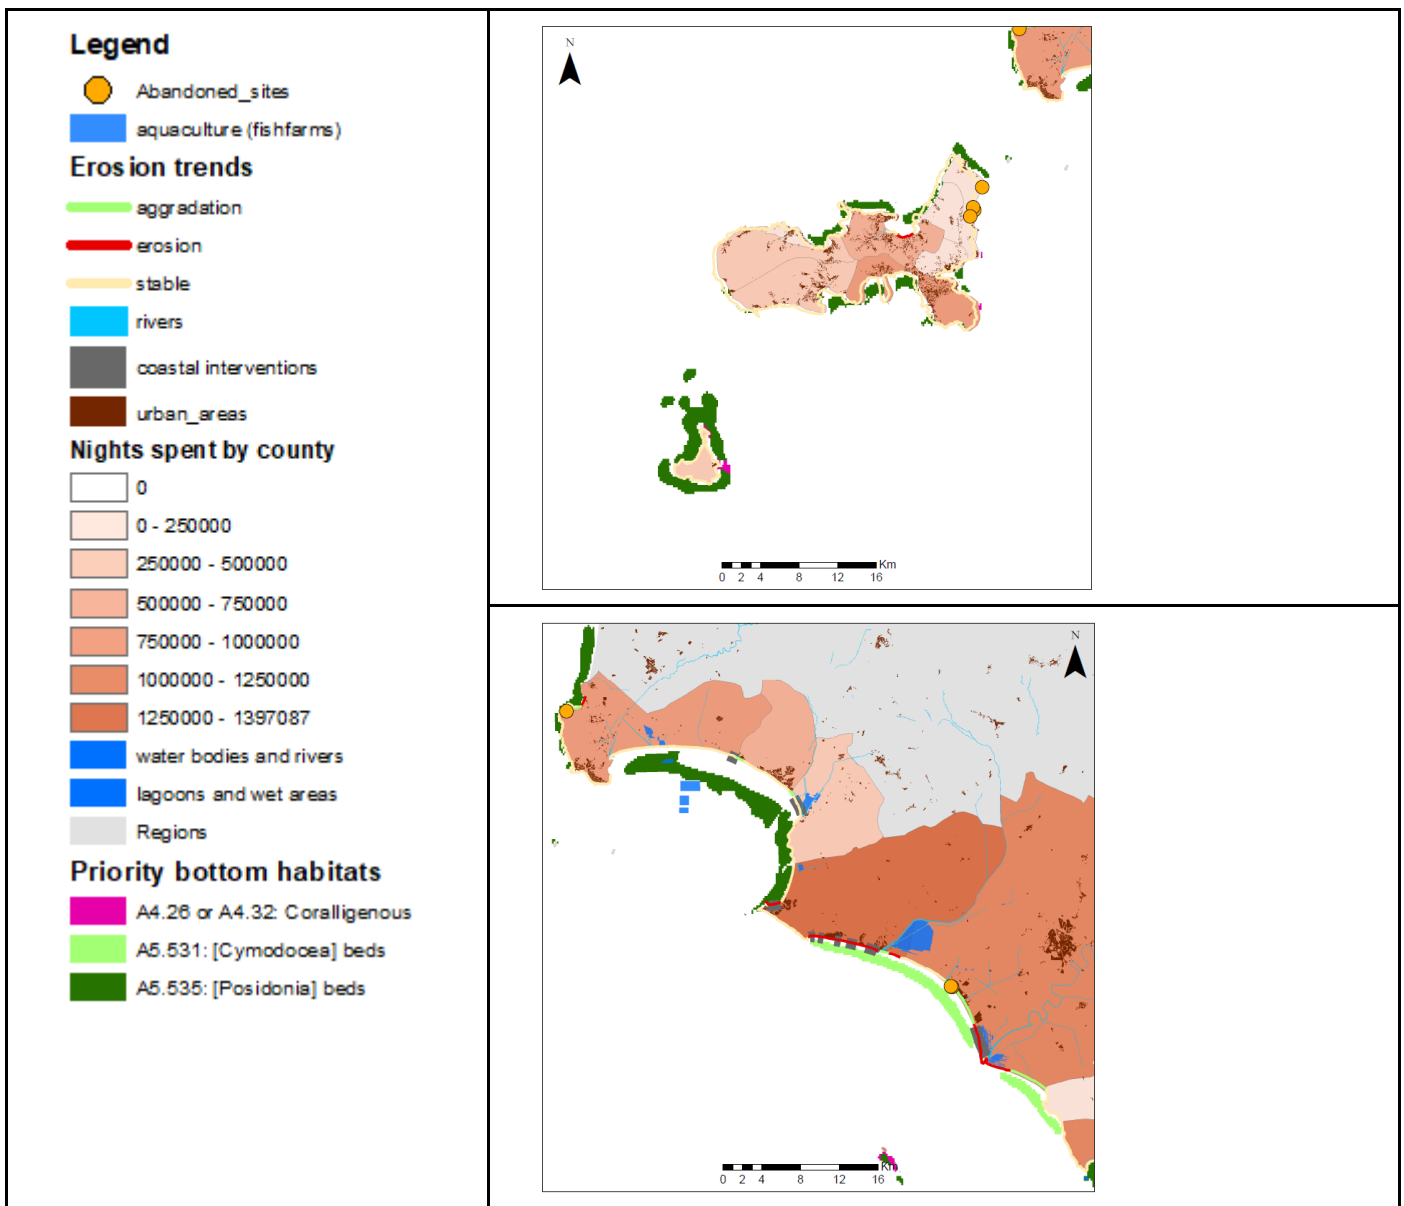 Legend
Abandoned_sites
aquaculture (fishfarms)
Erosion trends
aggradation
erosion
stable
rivers
coastal interventions
urban_areas
Nights spent by county
0
0 - 250000
250000 - 500000
500000 - 750000
750000 - 1000000
1000000 - 1250000
1250000 - 1397087
water bodies and rivers
lagoons and wet areas
Regions
Priority bottom habitats
A4.26 or A4.32: Coralligenous
A5.531: [Cymodocea] beds
A5.535: [Posidonia] beds
N
Km
0 2 4 8 12 16
N
Km
0 2 4 8 12 16